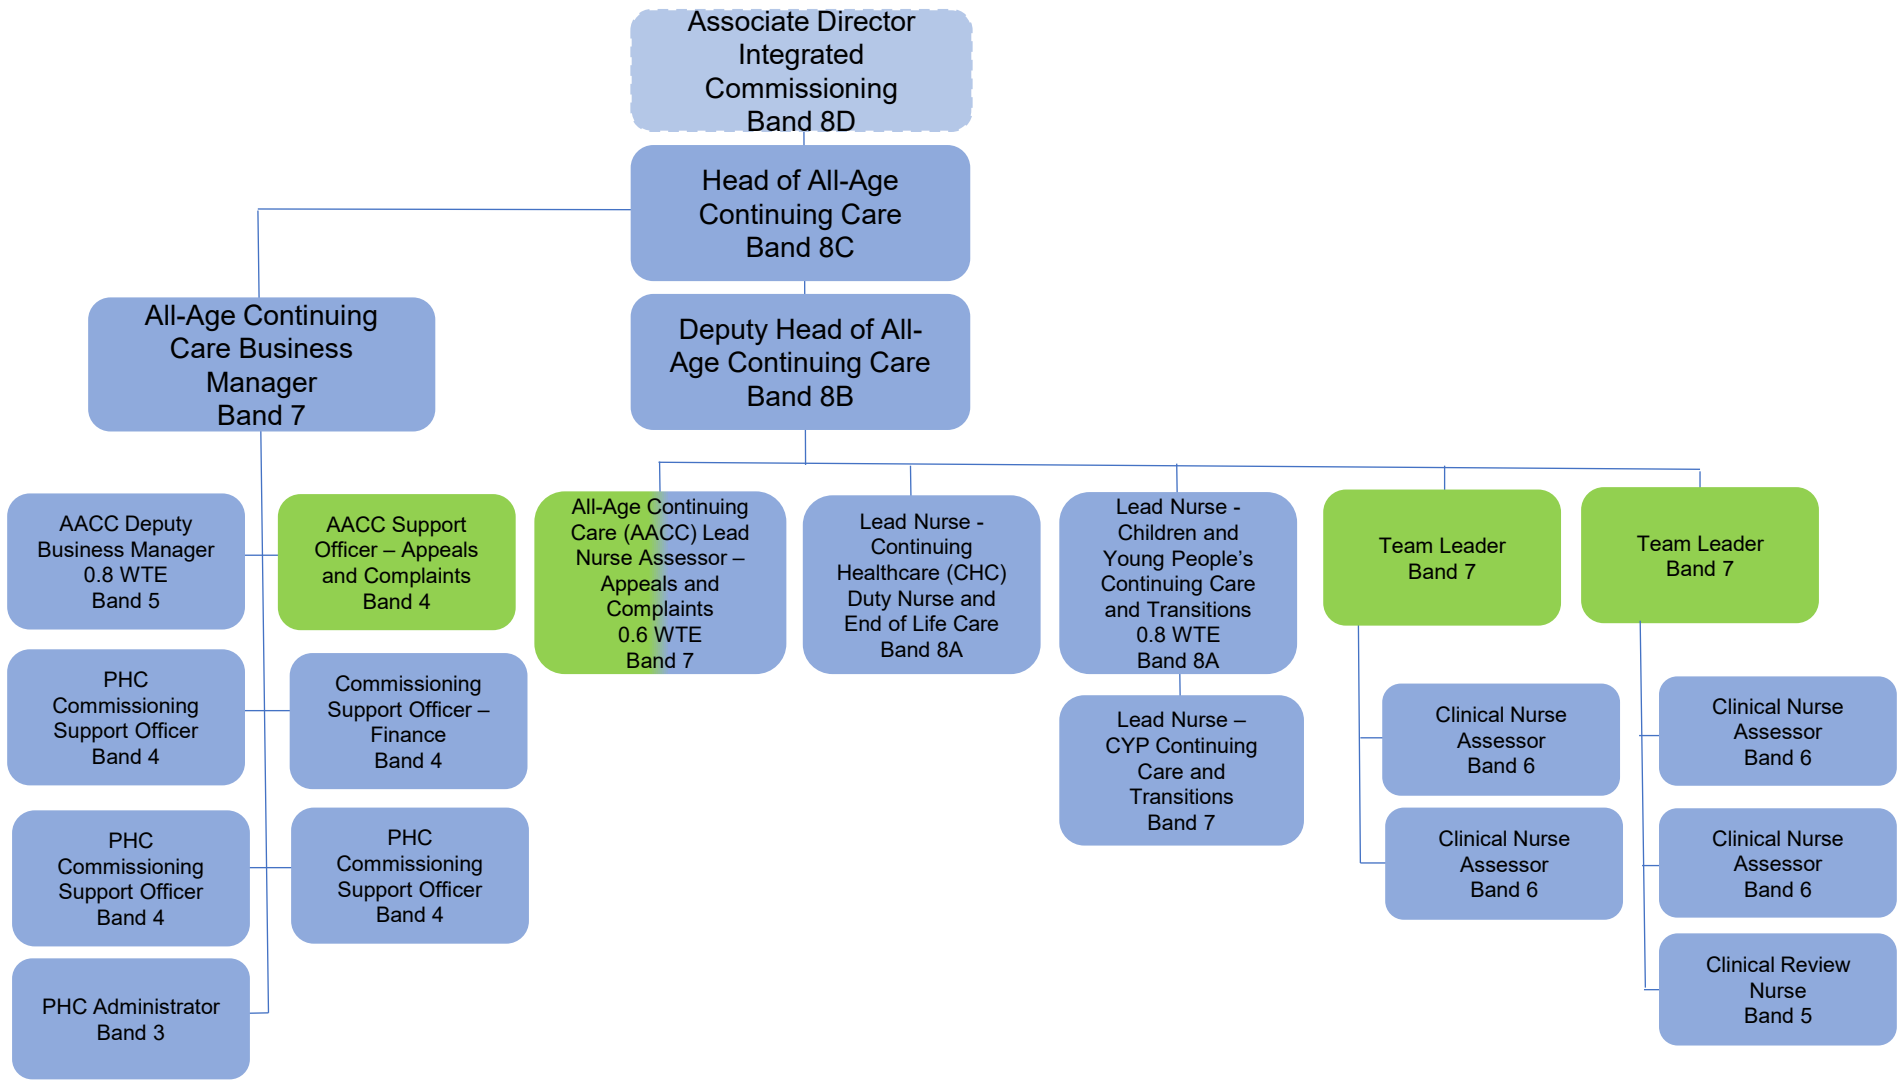 Associate Director
Integrated
Commissioning
Band 8D
Head of All-Age
Continuing Care
Band 8C
All-Age Continuing
Care Business
Manager
Band 7
Deputy Head of All-
Age Continuing Care
Band 8B
AACC Deputy
Business Manager
0.8 WTE
Band 5
AACC Support
Officer – Appeals
and Complaints
Band 4
All-Age Continuing
Care (AACC) Lead
Nurse Assessor –
Appeals and
Complaints
0.6 WTE
Band 7
Lead Nurse -
Continuing
Healthcare (CHC)
Duty Nurse and
End of Life Care
Band 8A
Lead Nurse -
Children and
Young People’s
Continuing Care
and Transitions
0.8 WTE
Band 8A
Team Leader
Band 7
Team Leader
Band 7
PHC
Commissioning
Support Officer
Band 4
Commissioning
Support Officer –
Finance
Band 4
Lead Nurse –
CYP Continuing
Care and
Transitions
Band 7
Clinical Nurse
Assessor
Band 6
Clinical Nurse
Assessor
Band 6
PHC
Commissioning
Support Officer
Band 4
PHC
Commissioning
Support Officer
Band 4
Clinical Nurse
Assessor
Band 6
Clinical Nurse
Assessor
Band 6
PHC Administrator
Band 3
Clinical Review
Nurse
Band 5